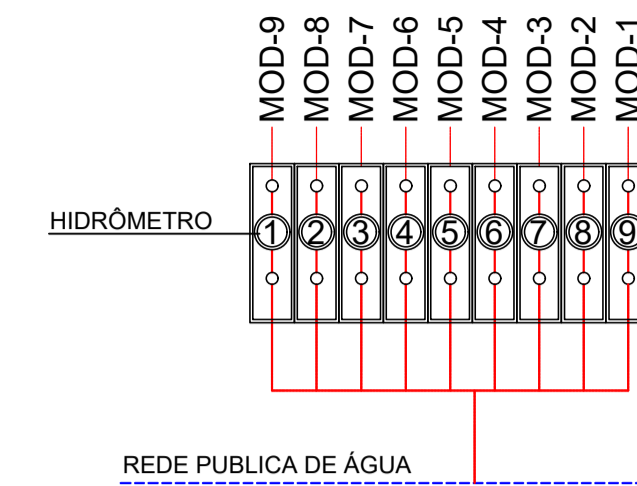 MOD-9 MOD-8 MOD-7 MOD-6 MOD-5 MOD-4 MOD-3 MOD-2 MOD-1
HIDRÔMETRO 1 2 3 4 5 6 7 8 9
REDE PUBLICA DE ÁGUA